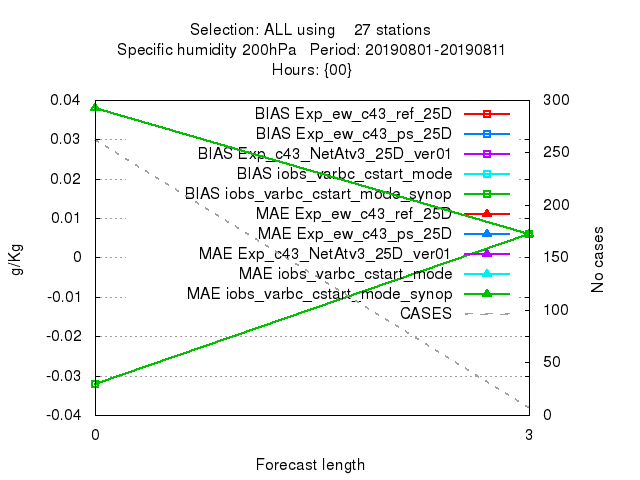 Selection: ALL using 27 stations
Specific humidity 200hPa Period: 20190801-20190811
Hours: {00}
0.04
0.03
0.02
0.01
0
-0.01
-0.02
-0.03
-0.04
g/Kg
BIAS Exp_ew_c43_ref_25D
BIAS Exp_ew_c43_ps_25D
BIAS Exp_c43_NetAtv3_25D_ver01
BIAS iobs_varbc_cstart_mode
BIAS iobs_varbc_cstart_mode_synop
MAE Exp_ew_c43_ref_25D
MAE Exp_ew_c43_ps_25D
MAE Exp_c43_NetAtv3_25D_ver01
MAE iobs_varbc_cstart_mode
MAE iobs_varbc_cstart_mode_synop
CASES
300
250
200
150
100
50
0
No cases
0
3
Forecast length